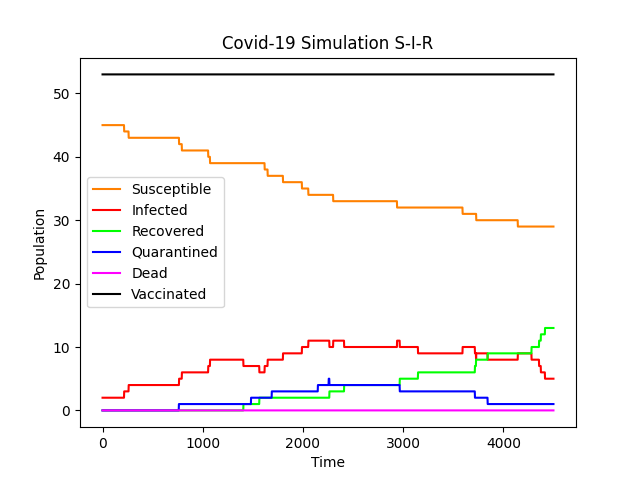 Covid-19 Simulation S-I-R
Population
50
40
30
20
10
0
Susceptible
Infected
Recovered
Quarantined
Dead
Vaccinated
0 1000 2000 3000 4000
Time